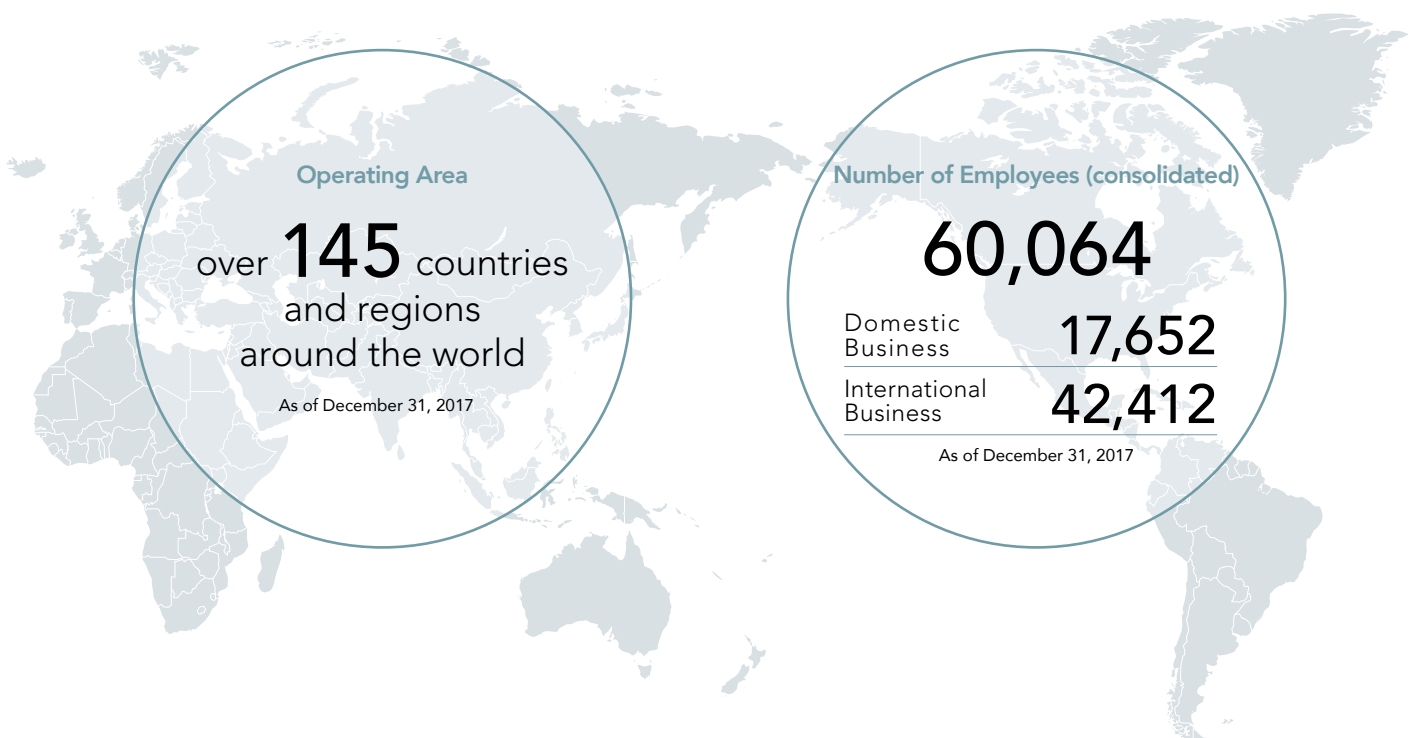 Operating Area
over 145 countries
and regions
around the world
As of December 31, 2017
Number of Employees (consolidated)
60,064
Domestic
Business 17,652
International
Business 42,412
As of December 31, 2017